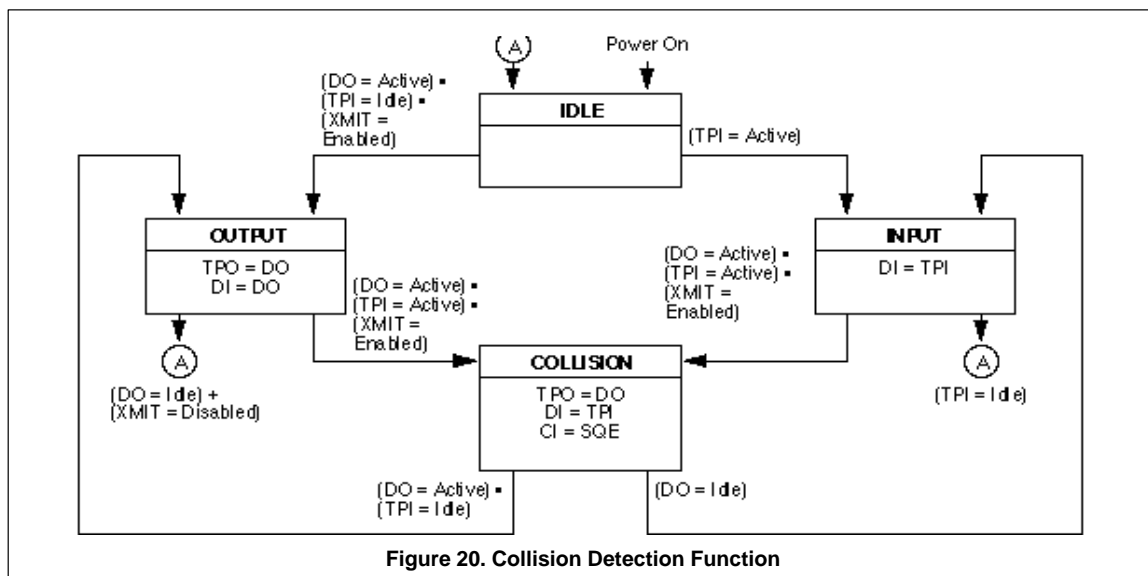 (A)
Power On
(DO = Active) ▪
(TPI = Idle) ▪
(XMIT =
Enabled)
IDLE
(TPI = Active)
OUTPUT
TPO = DO
DI = DO
INPUT
DI = TPI
(DO = Active) ▪
(TPI = Active) ▪
(XMIT =
Enabled)
(DO = Active) ▪
(TPI = Active) ▪
(XMIT =
Enabled)
A
(DO = Idle) +
(XMIT = Disabled)
COLLISION
TPO = DO
DI = TPI
CI = SQE
A
(TPI = Idle)
(DO = Active) ▪
(TPI = Idle)
(DO = Idle)
Figure 20. Collision Detection Function